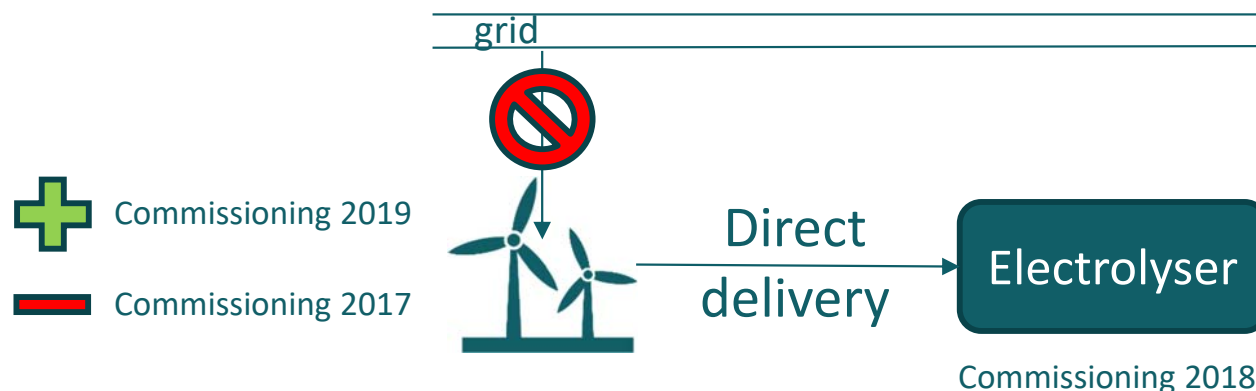 grid
Commissioning 2019
Commissioning 2017
Direct
delivery
Electrolyser
Commissioning 2018